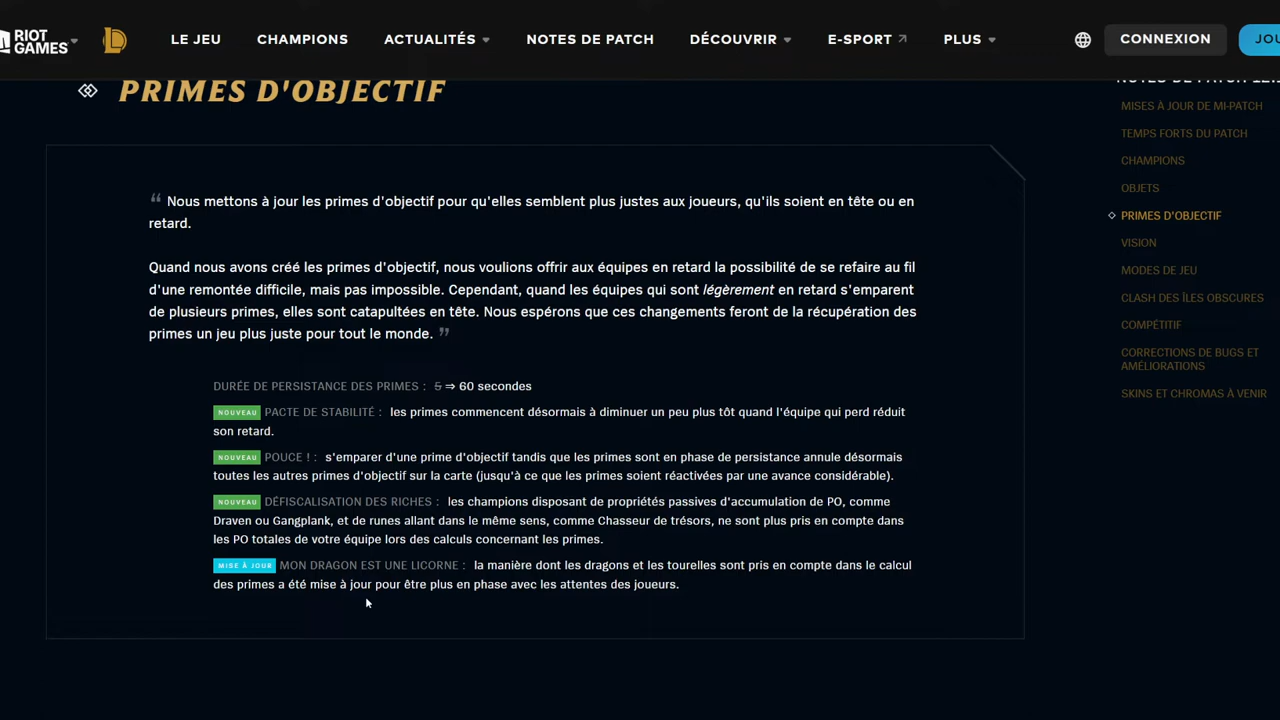 RIOT
GAMES
LE JEU
CHAMPIONS
ACTUALITÉS
NOTES DE PATCH
DÉCOUVRIR
E-SPORT
PLUS
CONNEXION
JOU
PRIMES D'OBJECTIF
“ Nous mettons à jour les primes d'objectif pour qu'elles semblent plus justes aux joueurs, qu'ils soient en tête ou en
retard.
Quand nous avons créé les primes d'objectif, nous voulions offrir aux équipes en retard la possibilité de se refaire au fil
d'une remontée difficile, mais pas impossible. Cependant, quand les équipes qui sont légèrement en retard s'emparent
de plusieurs primes, elles sont catapultées en tête. Nous espérons que ces changements feront de la récupération des
primes un jeu plus juste pour tout le monde. ”
DURÉE DE PERSISTANCE DES PRIMES : 5 ⇒ 60 secondes
NOUVEAU PACTE DE STABILITÉ : les primes commencent désormais à diminuer un peu plus tôt quand l'équipe qui perd réduit
son retard.
NOUVEAU POUCE ! : s'emparer d'une prime d'objectif tandis que les primes sont en phase de persistance annule désormais
toutes les autres primes d'objectif sur la carte (jusqu'à ce que les primes soient réactivées par une avance considérable).
NOUVEAU DÉFISCALISATION DES RICHES : les champions disposant de propriétés passives d'accumulation de PO, comme
Draven ou Gangplank, et de runes allant dans le même sens, comme Chasseur de trésors, ne sont plus pris en compte dans
les PO totales de votre équipe lors des calculs concernant les primes.
MISE À JOUR MON DRAGON EST UNE LICORNE : la manière dont les dragons et les tourelles sont pris en compte dans le calcul
des primes a été mise à jour pour être plus en phase avec les attentes des joueurs.
NOTES DE PATCH
MISES À JOUR DE MI-PATCH
TEMPS FORTS DU PATCH
CHAMPIONS
OBJETS
PRIMES D'OBJECTIF
VISION
MODES DE JEU
CLASH DES ÎLES OBSCURES
COMPÉTITIF
CORRECTIONS DE BUGS ET
AMÉLIORATIONS
SKINS ET CHROMAS À VENIR